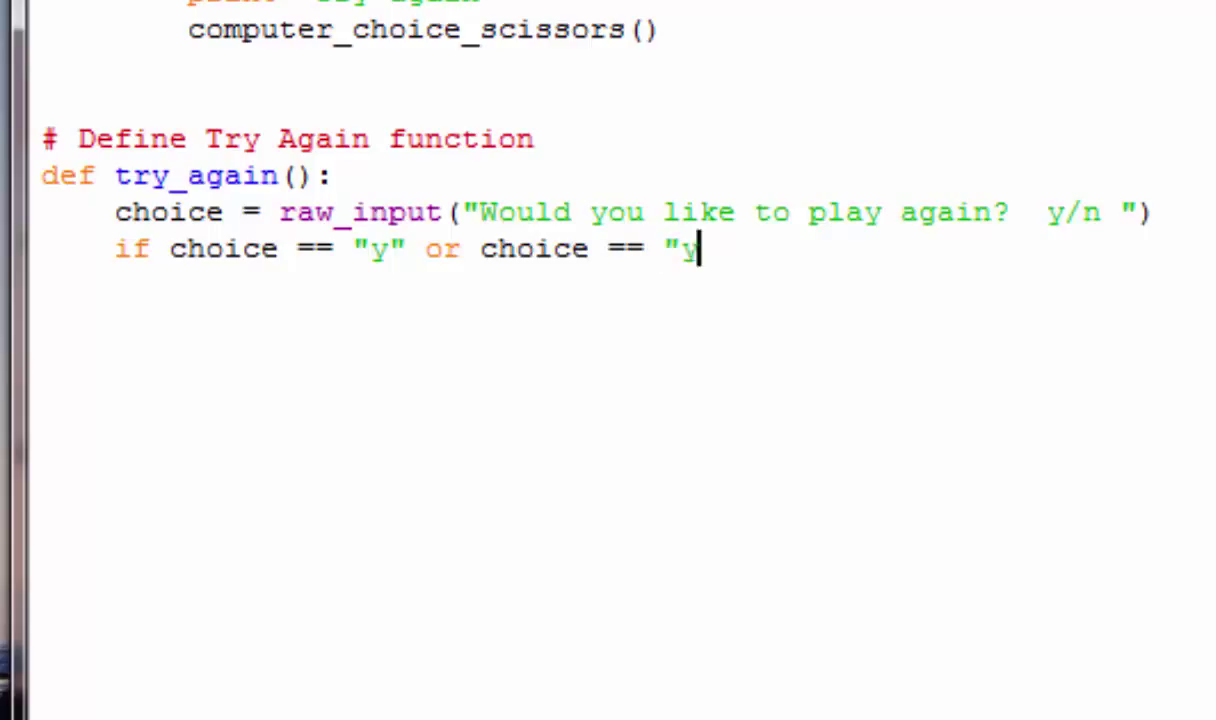 computer_choice_scissors()
# Define Try Again function
def try_again():
choice = raw_input("Would you like to play again?  y/n ")
if choice == "y" or choice == "y